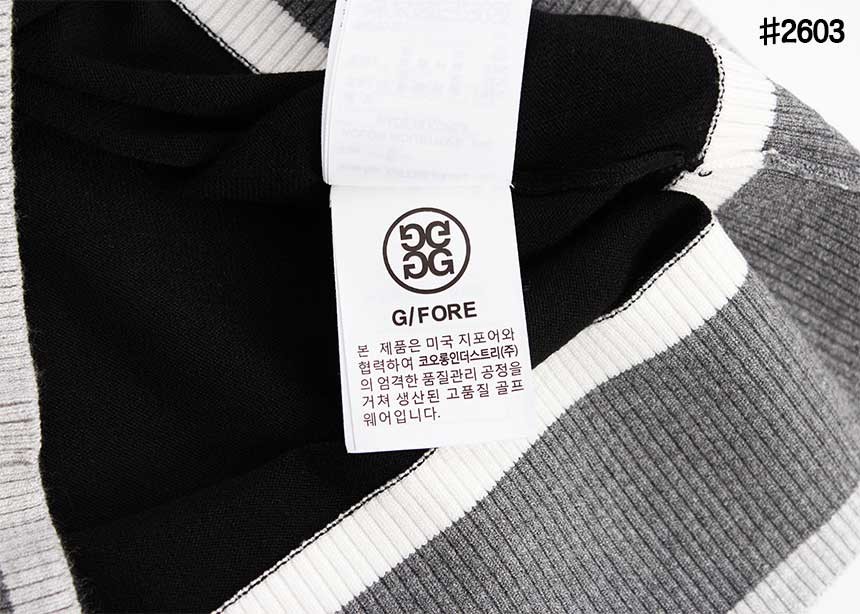 #2603
G/FORE
본 제품은 미국 지포어와
협력하여 코오롱인더스트리(주)
의 엄격한 품질관리 공정을
거쳐 생산된 고품질 골프
웨어입니다.